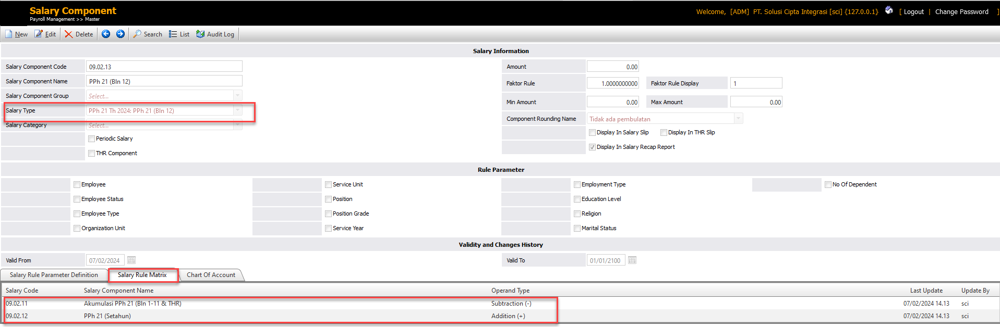 Salary Component
Payroll Management >> Master
Welcome, [ADM] PT. Solusi Cipta Integrasi [sci] {127.0.0.1} [ Logout | Change Password ]
New Edit Delete Search List Audit Log
Salary Information
Salary Component Code 09.02.13 Amount 0.00
Salary Component Name PPh 21 (Bln 12) Faktor Rule 1.0000000000 Faktor Rule Display 1
Salary Component Group Select... Min Amount 0.00 Max Amount 0.00
Salary Type PPh 21 Th 2024: PPh 21 (Bln 12) Component Rounding Name Tidak ada pembulatan
Salary Category Select... Display In Salary Slip Display In THR Slip
Periodic Salary Display In Salary Recap Report
THR Component
Rule Parameter
Employee Service Unit Employment Type No Of Dependent
Employee Status Position Education Level
Employee Type Position Grade Religion
Organization Unit Service Year Marital Status
Validity and Changes History
Valid From 07/02/2024 Valid To 01/01/2100
Salary Rule Parameter Definition Salary Rule Matrix Chart Of Account
Salary Code Salary Component Name Operand Type Last Update Update By
09.02.11 Akumulasi PPh 21 (Bln 1-11 & THR) Subtraction (-) 07/02/2024 14.13 sci
09.02.12 PPh 21 (Setahun) Addition (+) 07/02/2024 14.13 sci